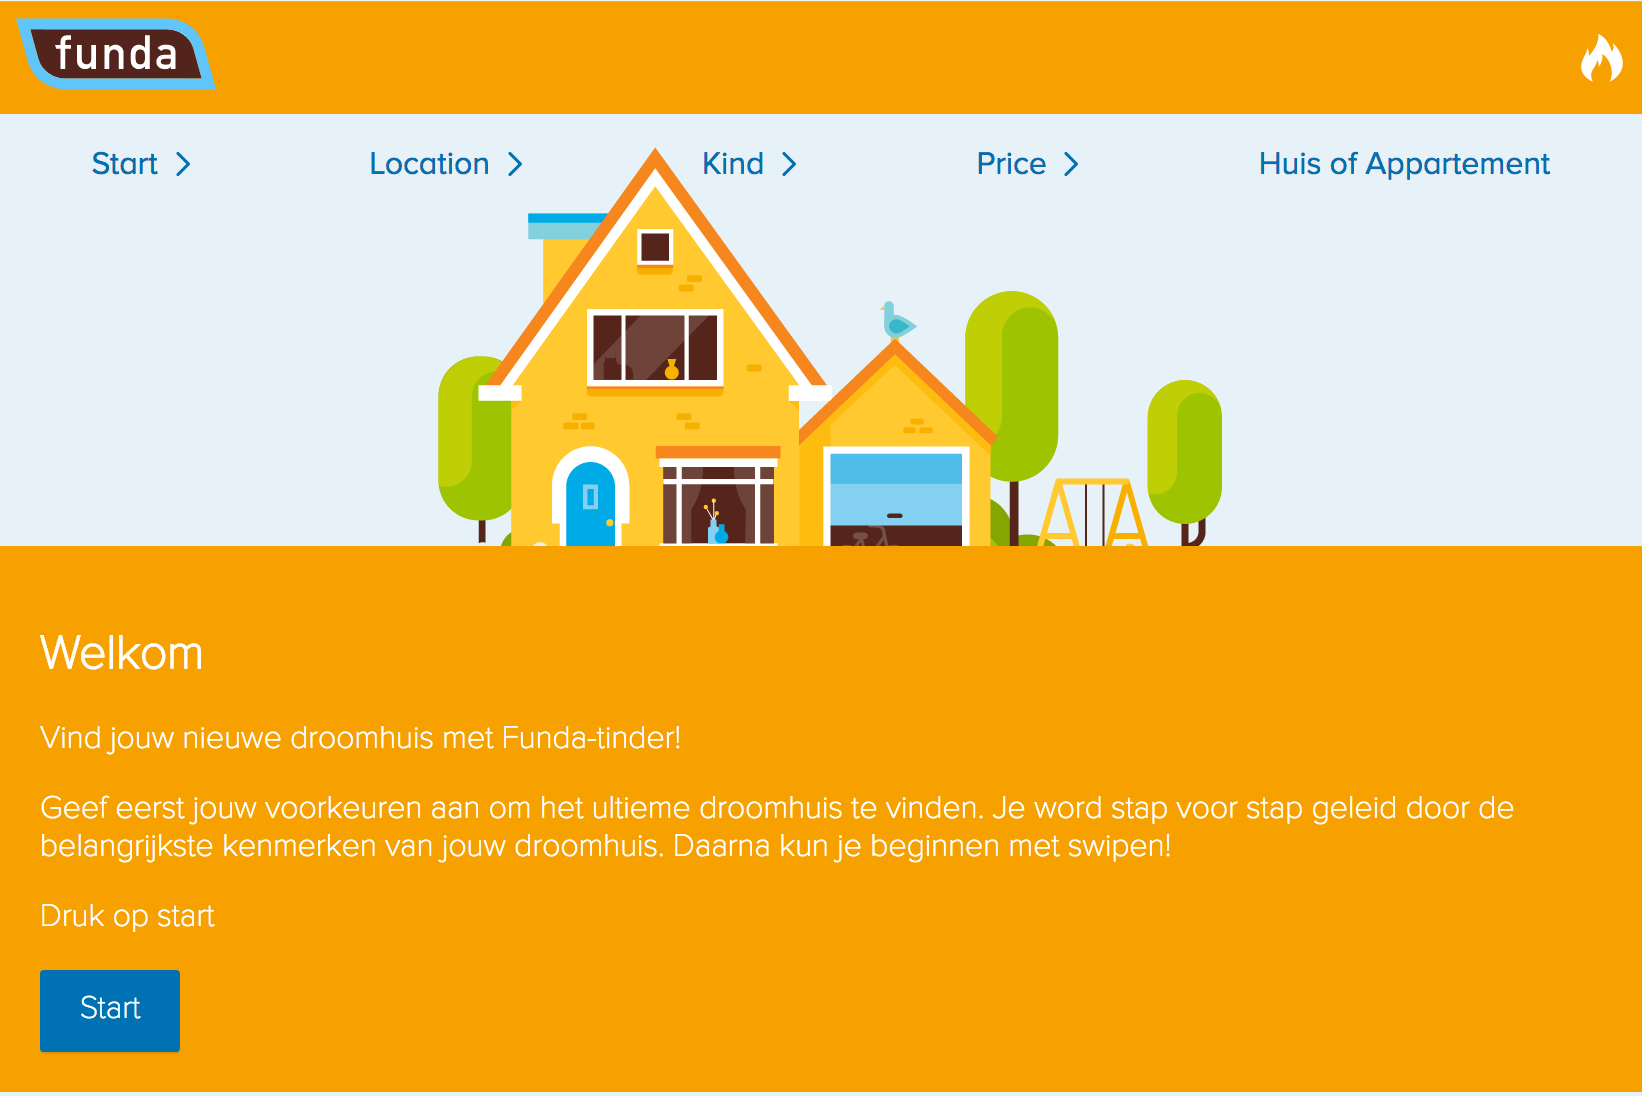 funda
Start
Location
Kind
Price
Huis of Appartement
Welkom
Vind jouw nieuwe droomhuis met Funda-tinder!
Geef eerst jouw voorkeuren aan om het ultieme droomhuis te vinden. Je word stap voor stap geleid door de
belangrijkste kenmerken van jouw droomhuis. Daarna kun je beginnen met swipen!
Druk op start
Start